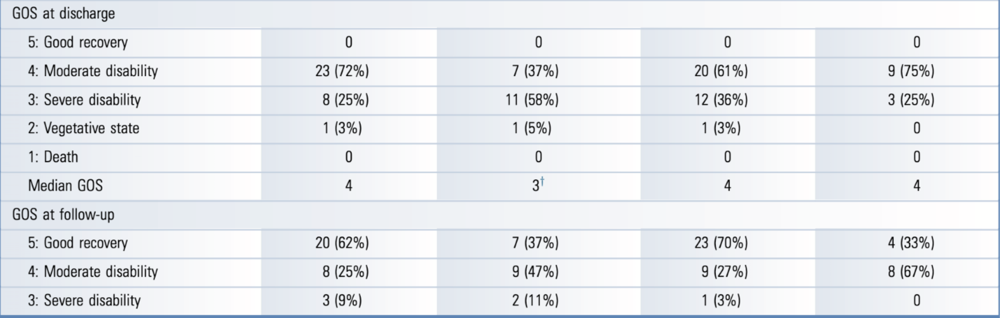 GOS at discharge
5: Good recovery 0 0 0 0
4: Moderate disability 23 (72%) 7 (37%) 20 (61%) 9 (75%)
3: Severe disability 8 (25%) 11 (58%) 12 (36%) 3 (25%)
2: Vegetative state 1 (3%) 1 (5%) 1 (3%) 0
1: Death 0 0 0 0
Median GOS 4 3† 4 4
GOS at follow-up
5: Good recovery 20 (62%) 7 (37%) 23 (70%) 4 (33%)
4: Moderate disability 8 (25%) 9 (47%) 9 (27%) 8 (67%)
3: Severe disability 3 (9%) 2 (11%) 1 (3%) 0